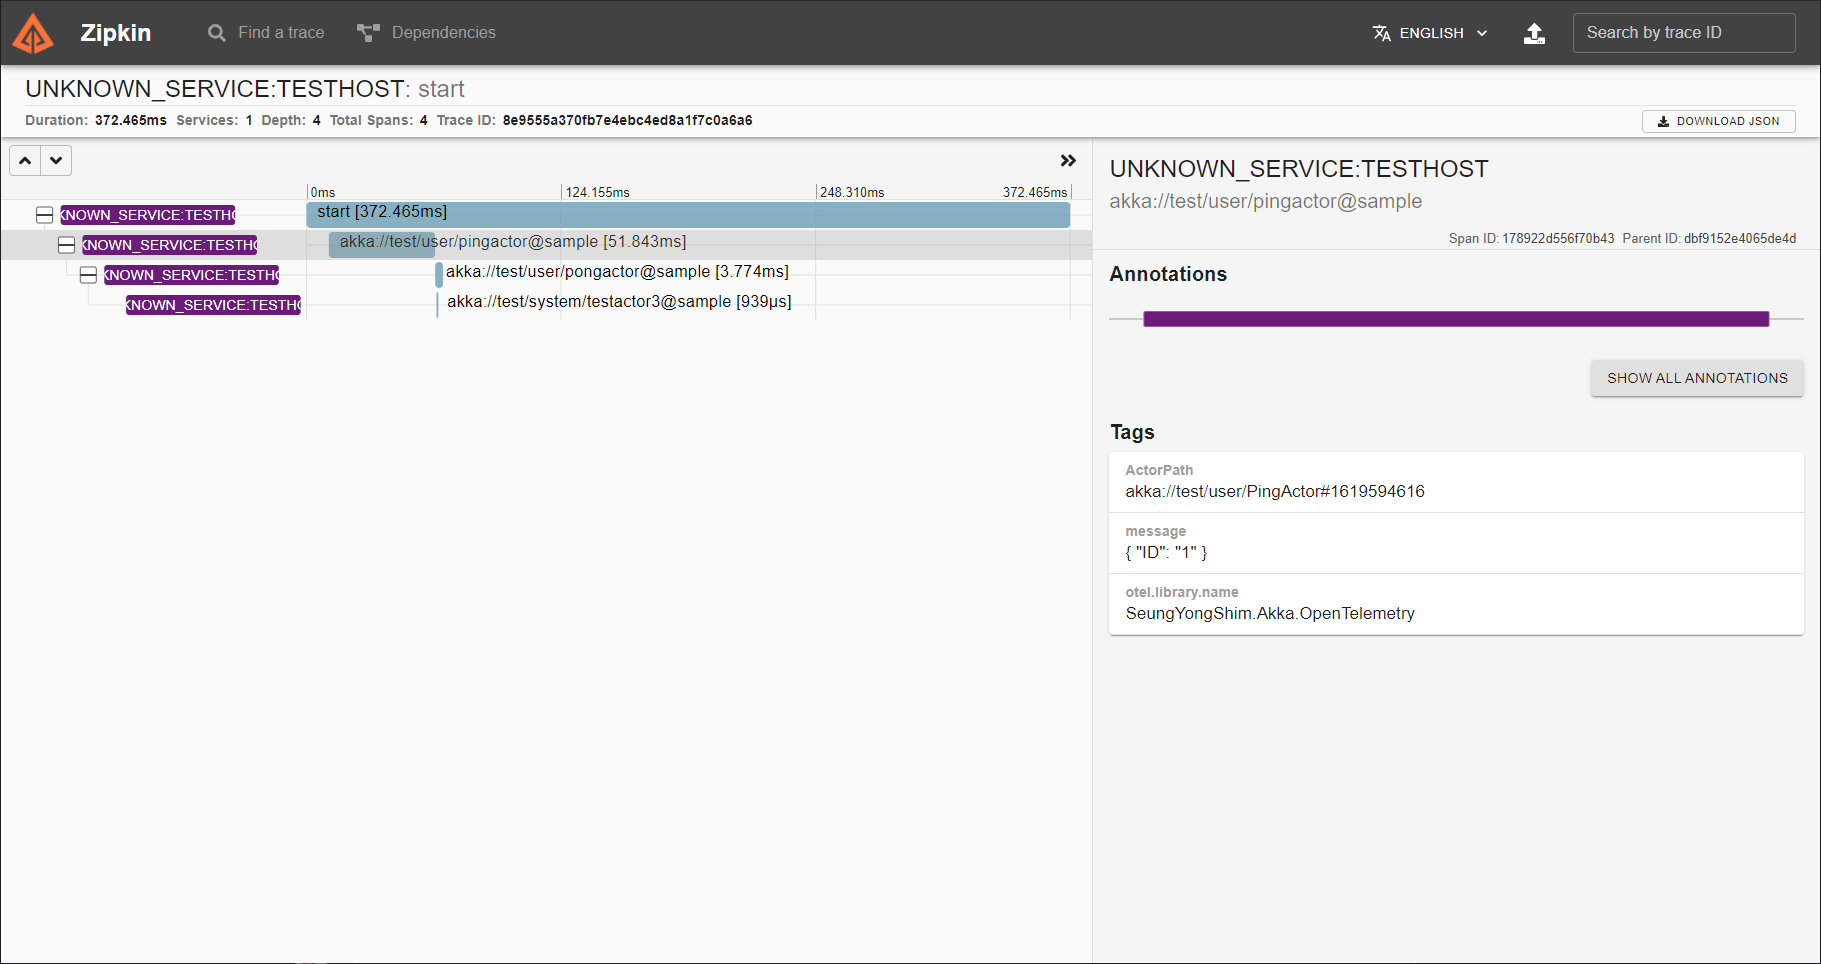 Zipkin
Find a trace
Dependencies
ENGLISH
Search by trace ID
UNKNOWN_SERVICE:TESTHOST: start
Duration: 372.465ms Services: 1 Depth: 4 Total Spans: 4 Trace ID: 8e9555a370fb7e4ebc4ed8a1f7c0a6a6
DOWNLOAD JSON
0ms 124.155ms 248.310ms 372.465ms
KNOWN_SERVICE:TESTHO start [372.465ms]
KNOWN_SERVICE:TESTHO akka://test/user/pingactor@sample [51.843ms]
KNOWN_SERVICE:TESTHO akka://test/user/pongactor@sample [3.774ms]
KNOWN_SERVICE:TESTHO akka://test/system/testactor3@sample [939μs]
UNKNOWN_SERVICE:TESTHOST
akka://test/user/pingactor@sample
Span ID: 178922d556f70b43 Parent ID: dbf9152e4065de4d
Annotations
SHOW ALL ANNOTATIONS
Tags
ActorPath
akka://test/user/PingActor#1619594616
message
{ "ID": "1" }
otel.library.name
SeungYongShim.Akka.OpenTelemetry